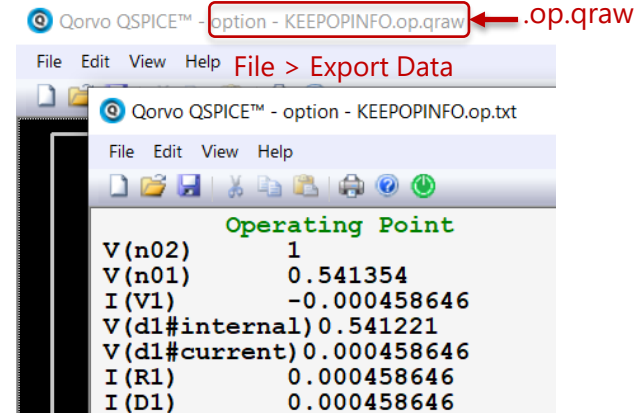 Qorvo QSPICE™ - option - KEEPOPINFO.op.qraw .op.qraw
File Edit View Help File > Export Data
Qorvo QSPICE™ - option - KEEPOPINFO.op.txt
File Edit View Help
Operating Point
V(n02) 1
V(n01) 0.541354
I(V1) -0.000458646
V(d1#internal) 0.541221
V(d1#current) 0.000458646
I(R1) 0.000458646
I(D1) 0.000458646